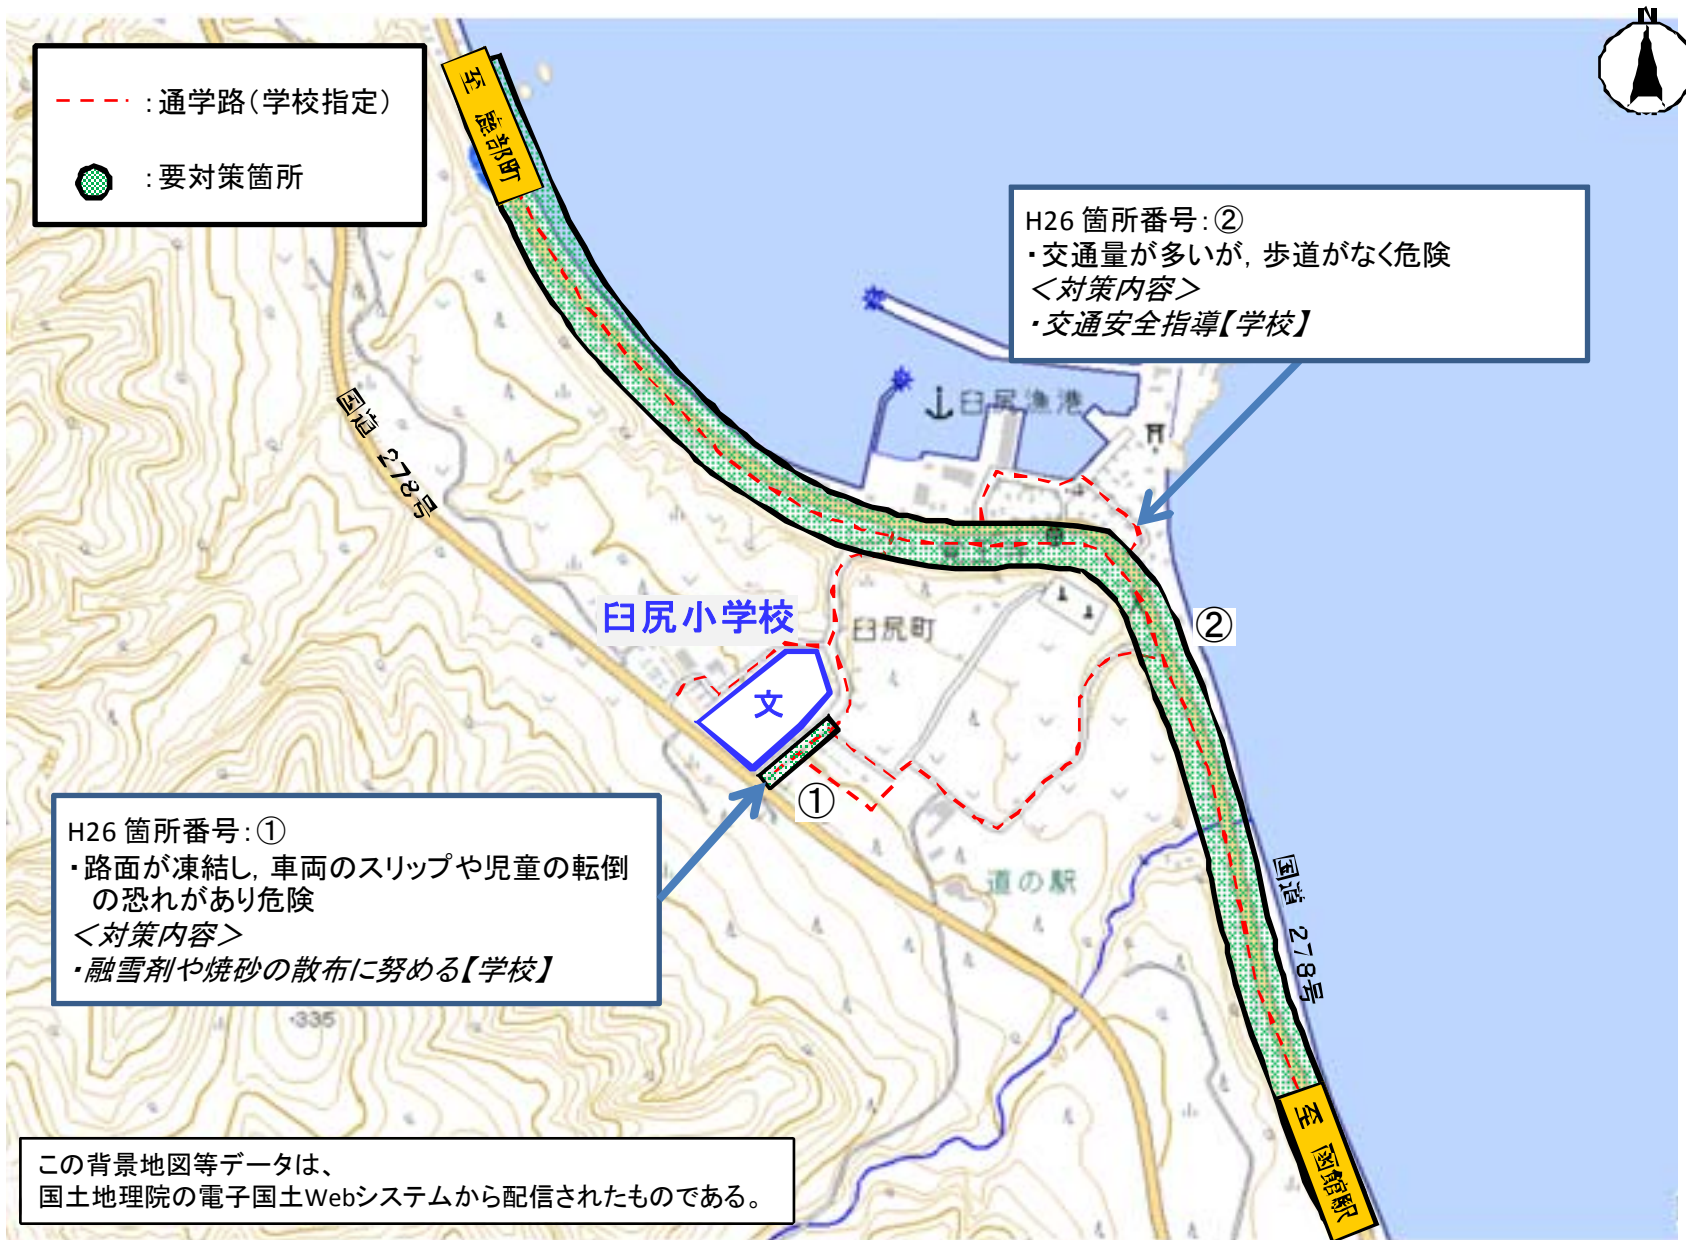 N
:通学路(学校指定)
:要対策箇所
至 鹿部町
H26 箇所番号:②
・交通量が多いが, 歩道がなく危険
<対策内容>
・交通安全指導【学校】
臼尻漁港
国道 278号
臼尻小学校
臼尻町
②
文
①
H26 箇所番号:①
・路面が凍結し, 車両のスリップや児童の転倒
の恐れがあり危険
<対策内容>
・融雪剤や焼砂の散布に努める【学校】
道の駅
国道 278号
・335
至 函館駅
この背景地図等データは、
国土地理院の電子国土Webシステムから配信されたものである。